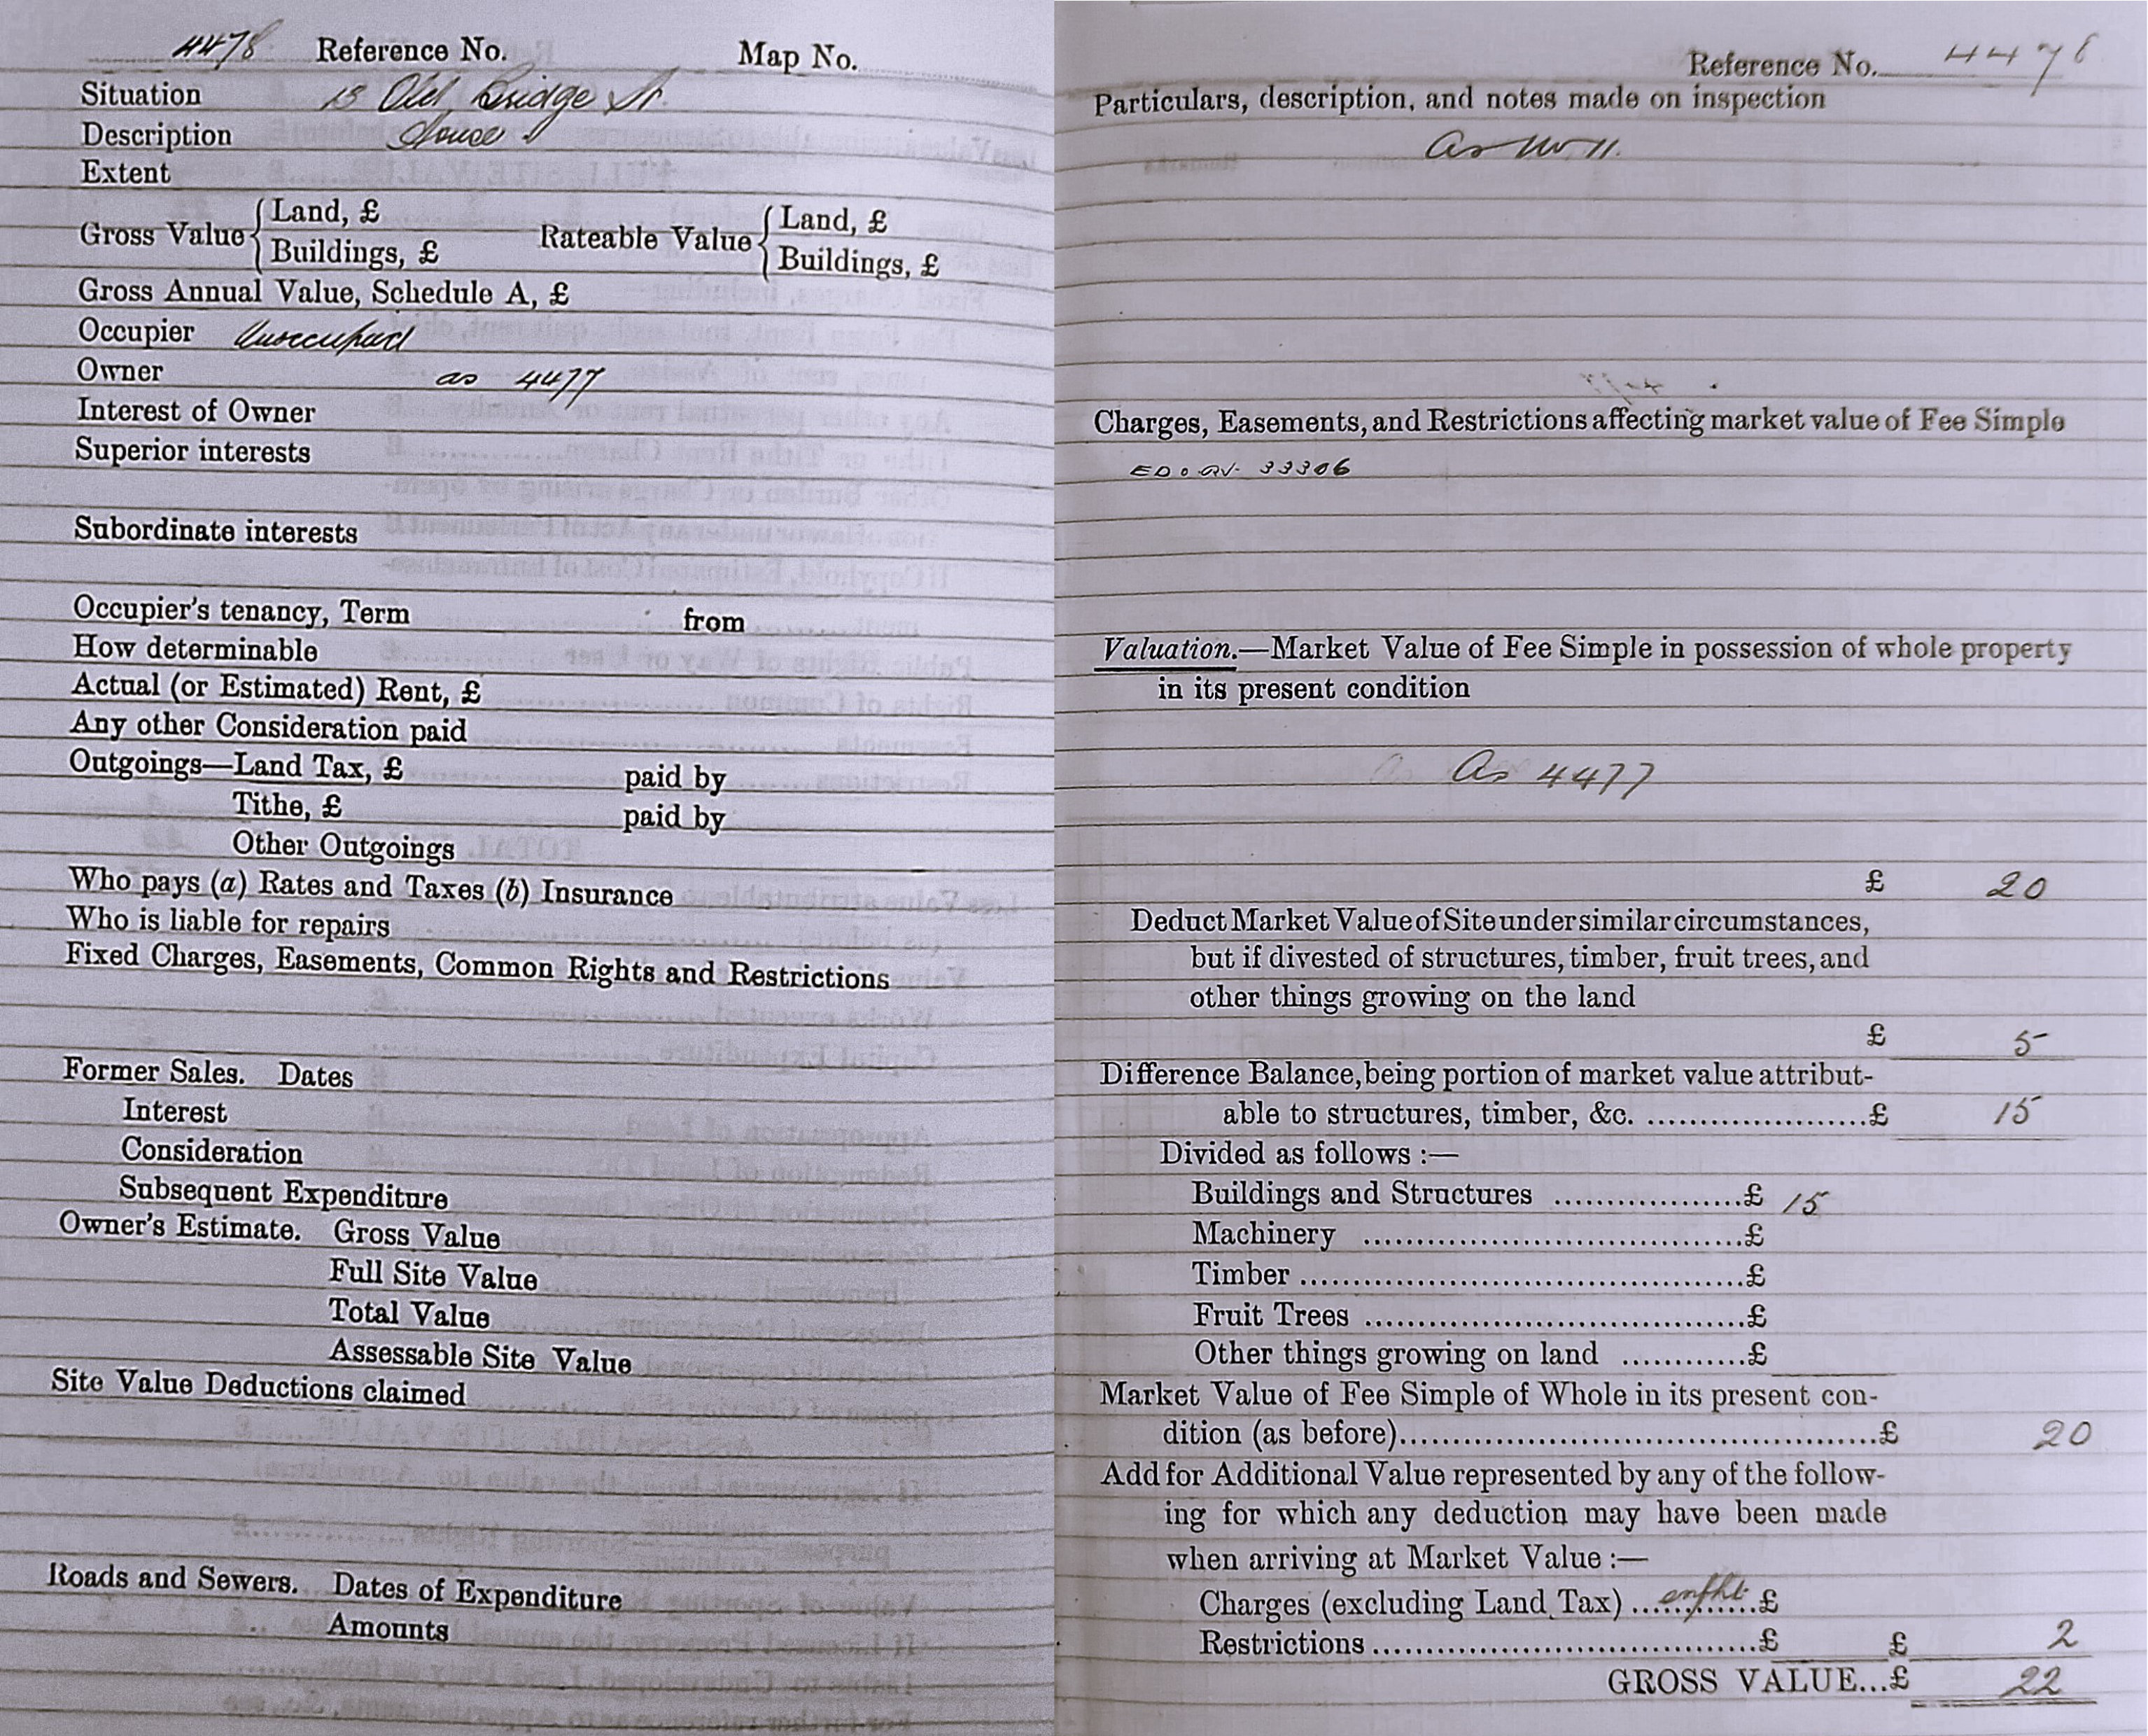 4478 Reference No. Map No.
Situation 15 Old Bridge St.
Description House
Extent
Gross Value { Land, £ Rateable Value { Land, £
Buildings, £ Buildings, £
Gross Annual Value, Schedule A, £
Occupier Unoccupied
Owner as 4477
Interest of Owner
Superior interests
Subordinate interests
Occupier's tenancy, Term from
How determinable
Actual (or Estimated) Rent, £
Any other Consideration paid
Outgoings—Land Tax, £ paid by
Tithe, £ paid by
Other Outgoings
Who pays (a) Rates and Taxes (b) Insurance
Who is liable for repairs
Fixed Charges, Easements, Common Rights and Restrictions
Former Sales. Dates
Interest
Consideration
Subsequent Expenditure
Owner's Estimate. Gross Value
Full Site Value
Total Value
Assessable Site Value
Site Value Deductions claimed
Roads and Sewers. Dates of Expenditure
Amounts
Reference No. 4478
Particulars, description, and notes made on inspection
As
Charges, Easements, and Restrictions affecting market value of Fee Simple
33306
Valuation.—Market Value of Fee Simple in possession of whole property
in its present condition
As 4477
£ 20
Deduct Market Value of Site under similar circumstances,
but if divested of structures, timber, fruit trees, and
other things growing on the land
£ 5
Difference Balance, being portion of market value attribut-
able to structures, timber, &c. £ 15
Divided as follows :—
Buildings and Structures £ 15
Machinery £
Timber £
Fruit Trees £
Other things growing on land £
Market Value of Fee Simple of Whole in its present con-
dition (as before) £ 20
Add for Additional Value represented by any of the follow-
ing for which any deduction may have been made
when arriving at Market Value :—
Charges (excluding Land Tax) £
Restrictions £ £ 2
GROSS VALUE...£ 22